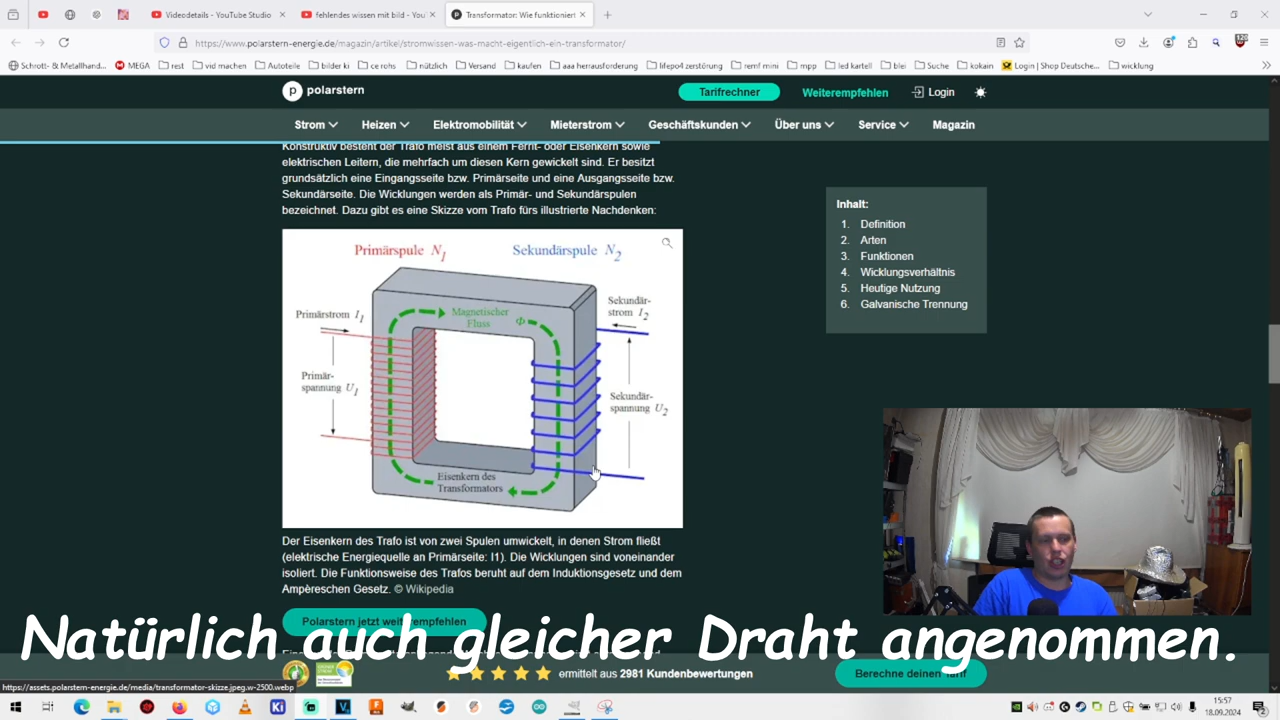 Videodetails - YouTube Studio
fehlendes wissen mit bild - You
Transformator: Wie funktioniert
https://www.polarstern-energie.de/magazin/artikel/stromwissen-was-macht-eigentlich-ein-transformator/
Schrott- & Metallhand...
MEGA
rest
vid machen
Autoteile
bilder ki
ce rohs
nützlich
Versand
kaufen
aaa herrausforderung
lifepo4 zerstörung
remf mini
mpp
led kartell
blei
Suche
kokain
Login | Shop Deutsche...
wicklung
polarstern
Tarifrechner
Weiterempfehlen
Login
Strom
Heizen
Elektromobilität
Mieterstrom
Geschäftskunden
Über uns
Service
Magazin
Konstruktiv besteht der Trafo meist aus einem Ferrit- oder Eisenkern sowie
elektrischen Leitern, die mehrfach um diesen Kern gewickelt sind. Er besitzt
grundsätzlich eine Eingangsseite bzw. Primärseite und eine Ausgangsseite bzw.
Sekundärseite. Die Wicklungen werden als Primär- und Sekundärspulen
bezeichnet. Dazu gibt es eine Skizze vom Trafo fürs illustrierte Nachdenken:
Inhalt:
1. Definition
2. Arten
3. Funktionen
4. Wicklungsverhältnis
5. Heutige Nutzung
6. Galvanische Trennung
Primärspule N1
Sekundärspule N2
Primärstrom I1
Magnetischer
Fluss
Φ
Sekundär-
strom I2
Primär-
spannung U1
Sekundär-
spannung U2
Eisenkern des
Transformators
Der Eisenkern des Trafo ist von zwei Spulen umwickelt, in denen Strom fließt
(elektrische Energiequelle an Primärseite: I1). Die Wicklungen sind voneinander
isoliert. Die Funktionsweise des Trafos beruht auf dem Induktionsgesetz und dem
Ampèreschen Gesetz. © Wikipedia
Polarstern jetzt weiterempfehlen
Natürlich auch gleicher Draht angenommen.
ermittelt aus 2981 Kundenbewertungen
Berechne deinen Tarif
https://assets.polarstern-energie.de/media/transformator-skizze.jpeg.w-2500.webp
15:57
18.09.2024